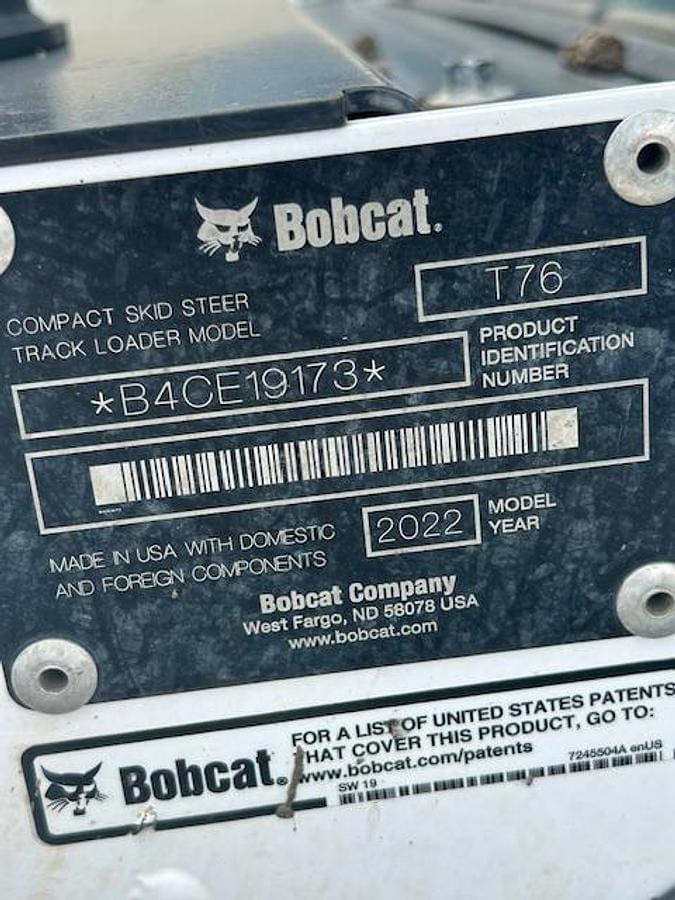 Bobcat.
COMPACT SKID STEER
TRACK LOADER MODEL
T76
*B4CE19173*
PRODUCT
IDENTIFICATION
NUMBER
MADE IN USA WITH DOMESTIC
AND FOREIGN COMPONENTS
2022
MODEL
YEAR
Bobcat Company
West Fargo, ND 58078 USA
www.bobcat.com
Bobcat®
FOR A LIST OF UNITED STATES PATENTS
THAT COVER THIS PRODUCT, GO TO:
www.bobcat.com/patents
7245504A enUS
SW 19